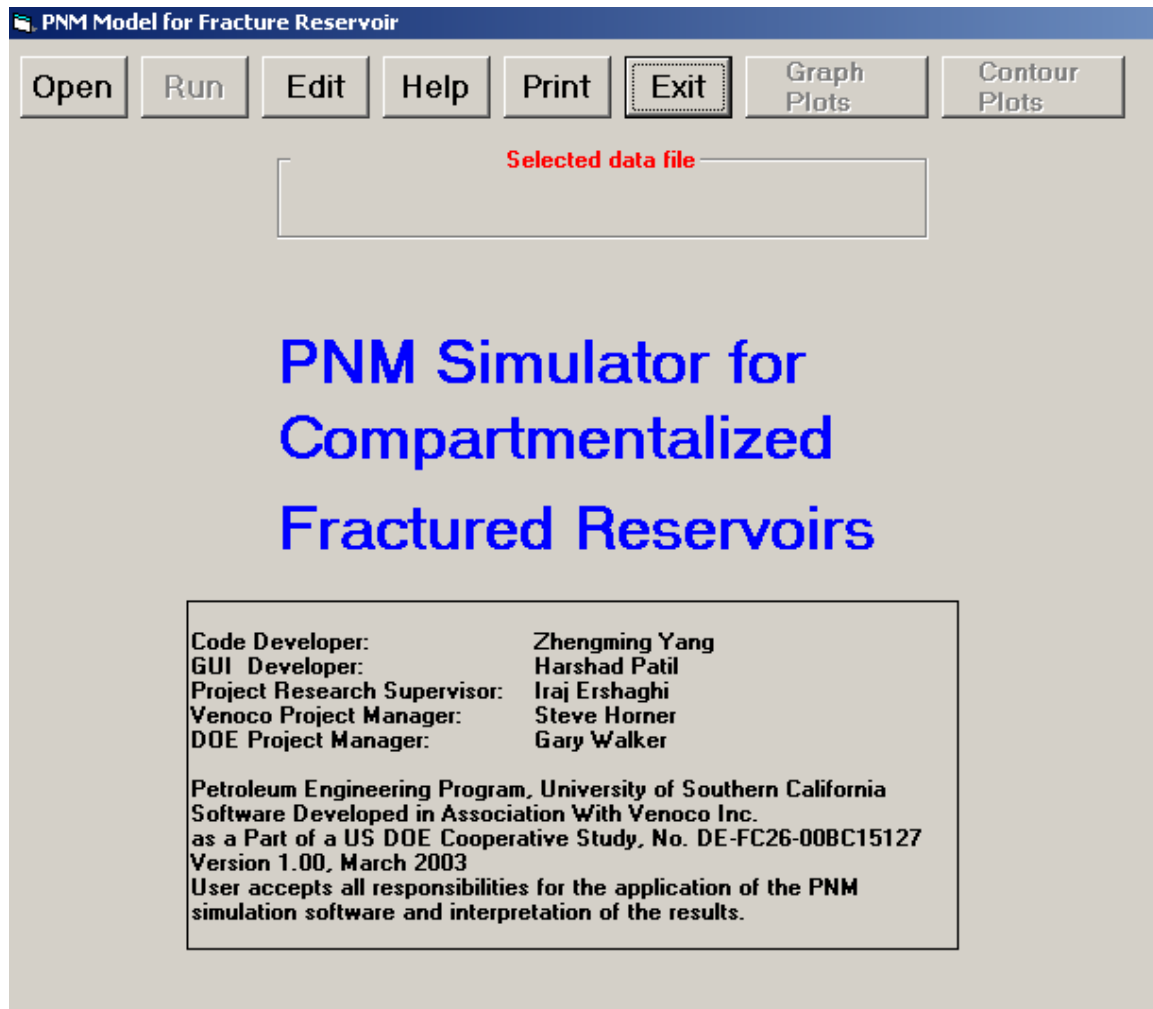 PNM Model for Fracture Reservoir
Open Run Edit Help Print Exit Graph Plots Contour Plots
Selected data file
PNM Simulator for
Compartmentalized
Fractured Reservoirs
Code Developer: Zhengming Yang
GUI Developer: Harshad Patil
Project Research Supervisor: Iraj Ershaghi
Venoco Project Manager: Steve Horner
DOE Project Manager: Gary Walker
Petroleum Engineering Program, University of Southern California
Software Developed in Association With Venoco Inc.
as a Part of a US DOE Cooperative Study, No. DE-FC26-00BC15127
Version 1.00, March 2003
User accepts all responsibilities for the application of the PNM
simulation software and interpretation of the results.